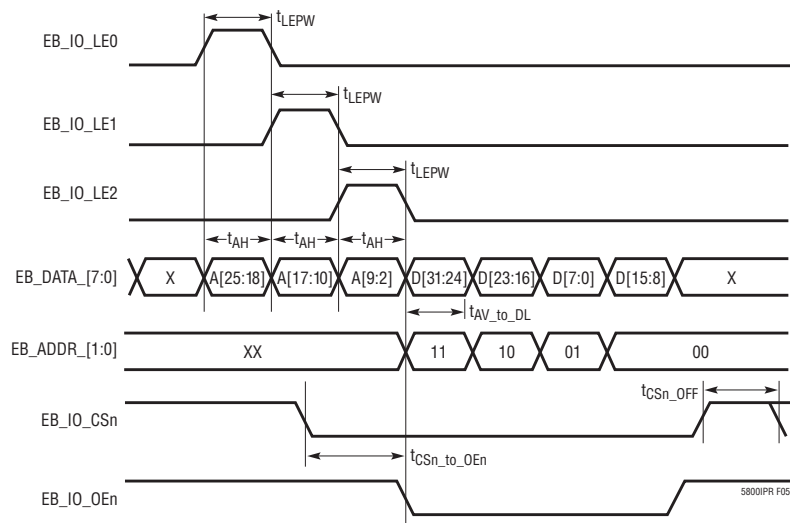 tLEPW
EB_IO_LE0
tLEPW
EB_IO_LE1
tLEPW
EB_IO_LE2
tAH tAH tAH
EB_DATA_[7:0] X A[25:18] A[17:10] A[9:2] D[31:24] D[23:16] D[7:0] D[15:8] X
tAV_to_DL
EB_ADDR_[1:0] XX 11 10 01 00
tCSn_OFF
EB_IO_CSn
tCSn_to_OEn
EB_IO_OEn
5800IPR F05